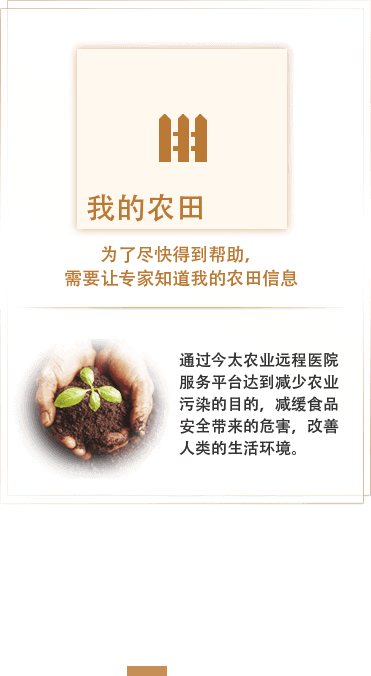 我的农田
为了尽快得到帮助,
需要让专家知道我的农田信息
通过今太农业远程医院
服务平台达到减少农业
污染的目的，减缓食品
安全带来的危害，改善
人类的生活环境。